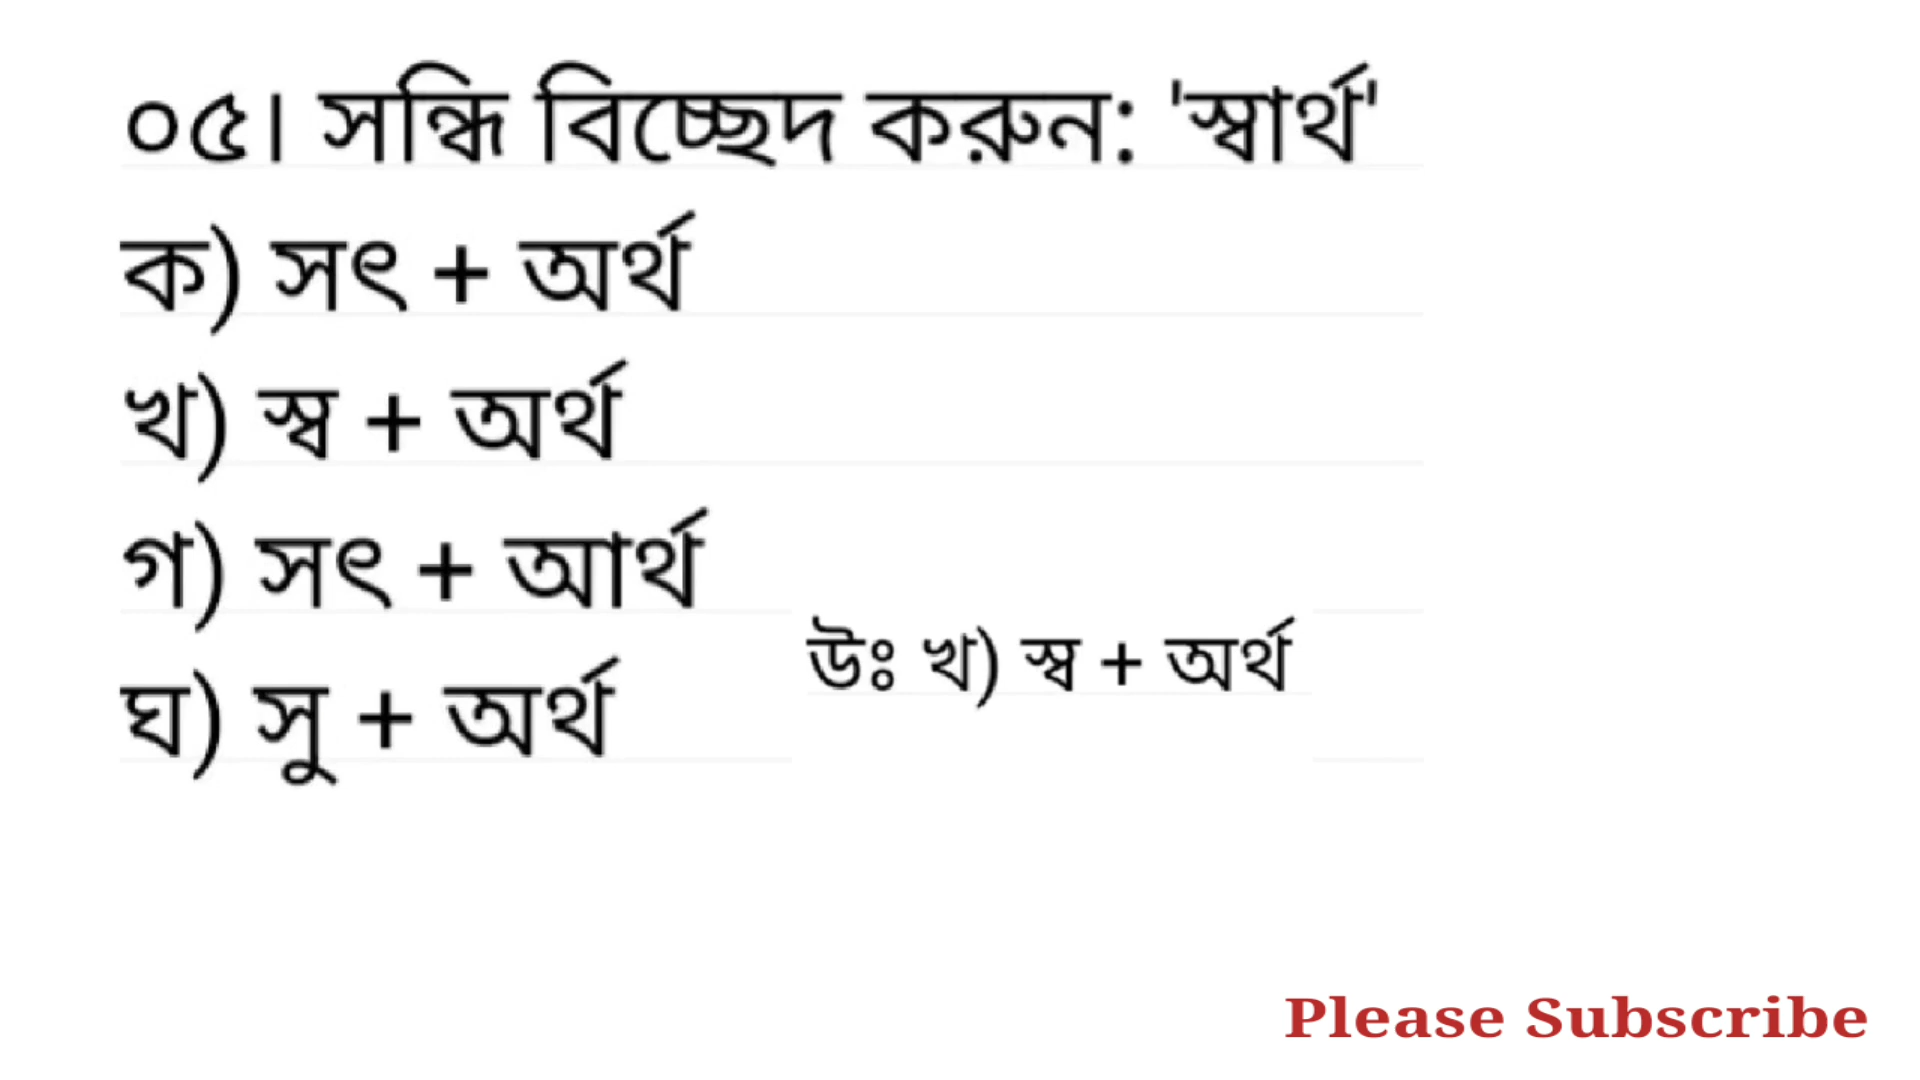 ০৫। সন্ধি বিচ্ছেদ করুন: 'স্বার্থ'
ক) সৎ + অর্থ
খ) স্ব + অর্থ
গ) সৎ + আর্থ
ঘ) সু + অর্থ
উঃ খ) স্ব + অর্থ
Please Subscribe